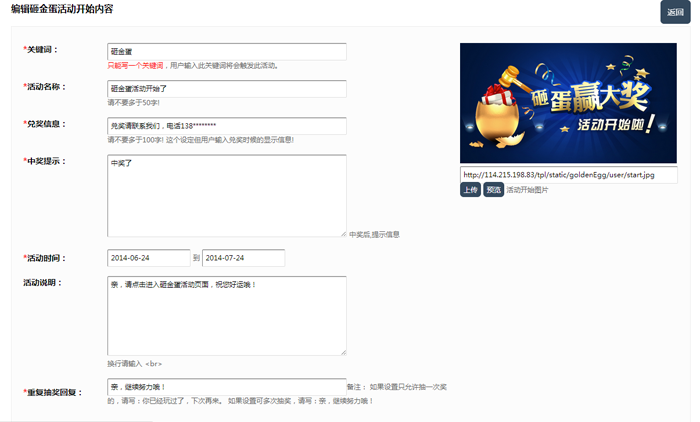 编辑砸金蛋活动开始内容
返回
*关键词：
砸金蛋
只能写一个关键词，用户输入此关键词将会触发此活动。
*活动名称：
砸金蛋活动开始了
请不要多于50字!
*兑奖信息：
兑奖请联系我们，电话138********
请不要多于100字! 这个设定但用户输入兑奖时候的显示信息!
*中奖提示：
中奖了
中奖后,提示信息
*活动时间：
2014-06-24 到 2014-07-24
活动说明：
亲，请点击进入砸金蛋活动页面，祝您好运哦！
换行请输入 <br>
*重复抽奖回复：
亲，继续努力哦！
备注： 如果设置只允许抽一次奖
的，请写：你已经玩过了，下次再来。 如果设置可多次抽奖，请写：亲，继续努力哦！
砸蛋赢大奖
活动开始啦！
http://114.215.198.83/tpl/static/goldenEgg/user/start.jpg
上传 预览 活动开始图片